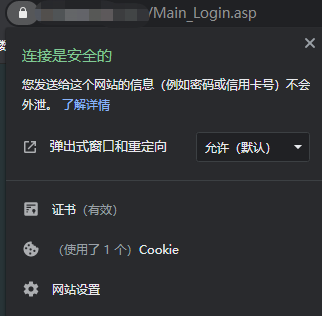 /Main_Login.asp
连接是安全的
您发送给这个网站的信息（例如密码或信用卡号）不会
外泄。 了解详情
弹出式窗口和重定向 允许（默认）
证书（有效）
（使用了 1 个）Cookie
网站设置